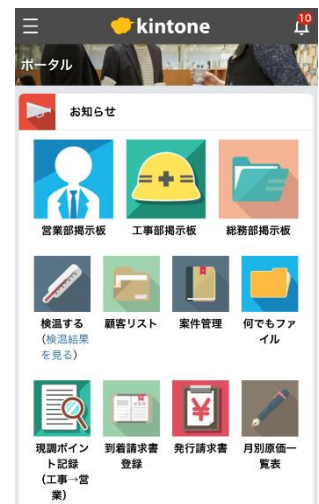 kintone
10
ポータル
お知らせ
営業部掲示板
工事部掲示板
総務部掲示板
検温する
(検温結果
を見る)
顧客リスト
案件管理
何でもファ
イル
現調ポイン
ト記録
(工事→営
業)
到着請求書
登録
発行請求書
月別原価一
覧表